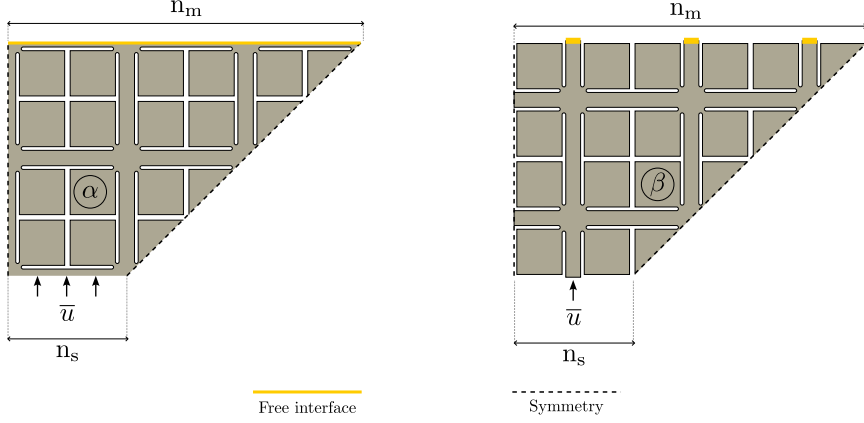 n_m
n_m
α
β
u̅
u̅
n_s
n_s
Free interface
Symmetry